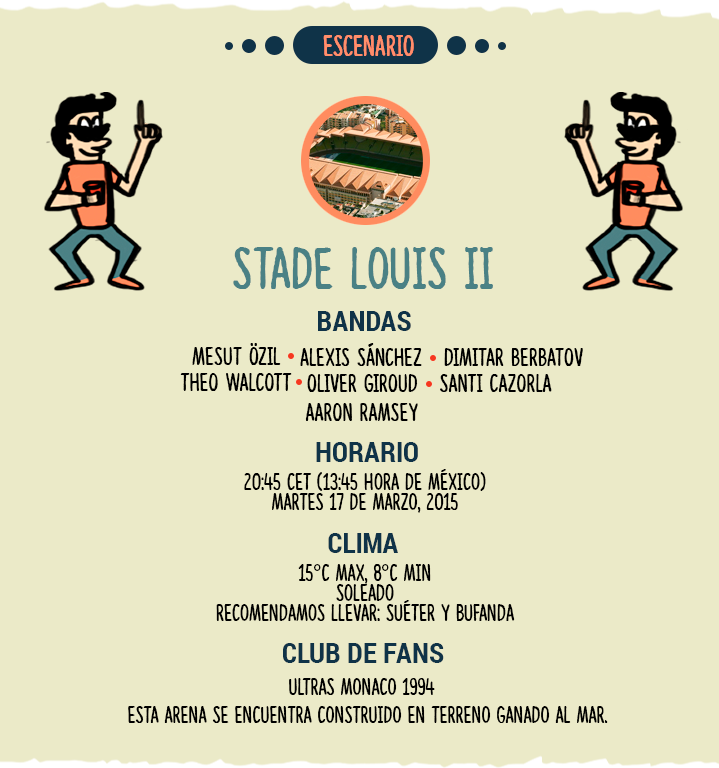 ESCENARIO
STADE LOUIS II
BANDAS
MESUT ÖZIL • ALEXIS SÁNCHEZ • DIMITAR BERBATOV
THEO WALCOTT • OLIVER GIROUD • SANTI CAZORLA
AARON RAMSEY
HORARIO
20:45 CET (13:45 HORA DE MÉXICO)
MARTES 17 DE MARZO, 2015
CLIMA
15°C MAX, 8°C MIN
SOLEADO
RECOMENDAMOS LLEVAR: SUÉTER Y BUFANDA
CLUB DE FANS
ULTRAS MONACO 1994
ESTA ARENA SE ENCUENTRA CONSTRUIDO EN TERRENO GANADO AL MAR.